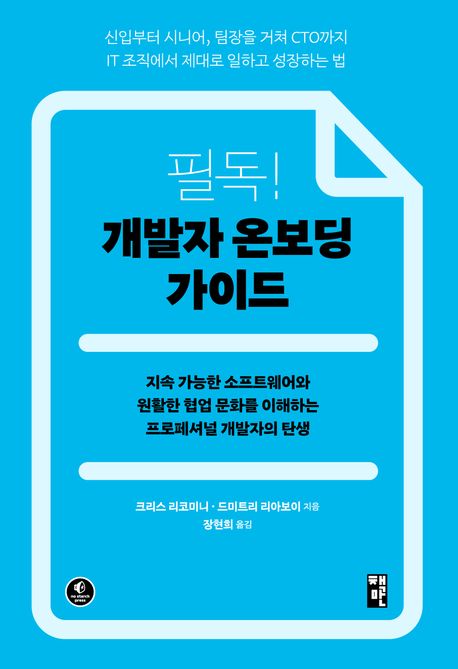 신입부터 시니어, 팀장을 거쳐 CTO까지
IT 조직에서 제대로 일하고 성장하는 법
필독!
개발자 온보딩
가이드
지속 가능한 소프트웨어와
원활한 협업 문화를 이해하는
프로페셔널 개발자의 탄생
크리스 리코미니 · 드미트리 리아보이 지음
장현희 옮김
no starch
press
책만